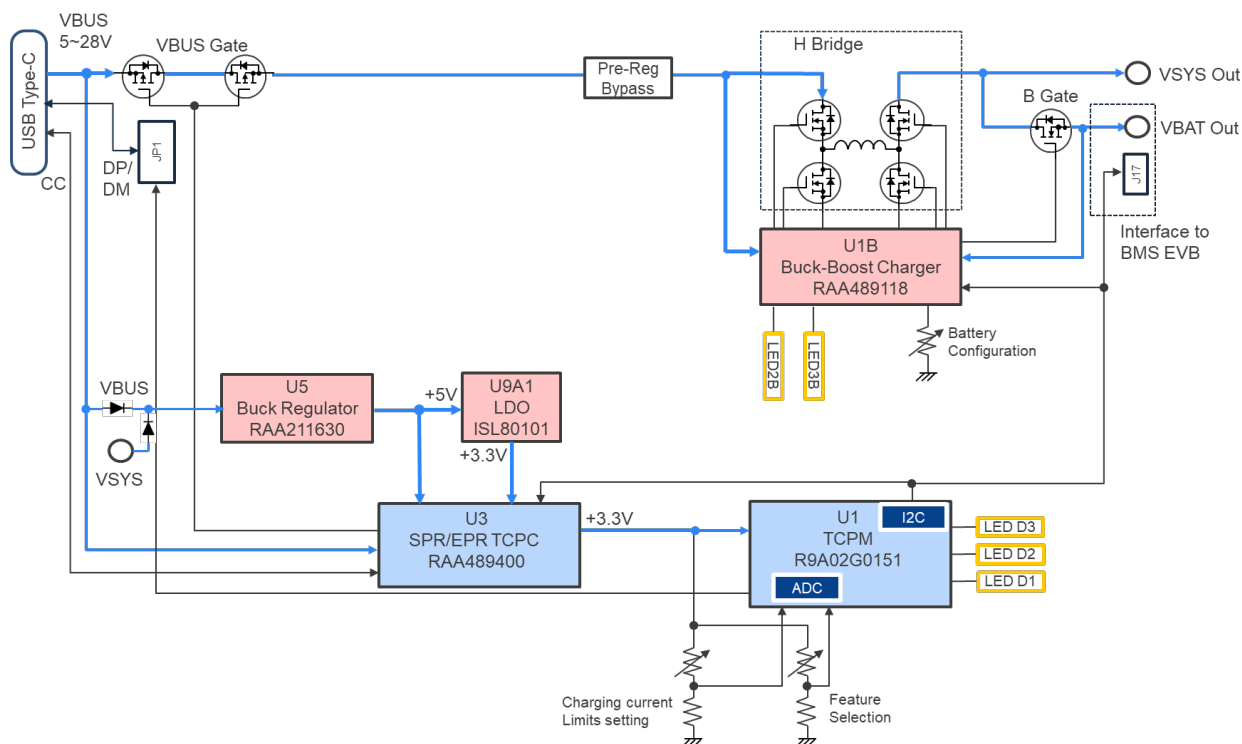 VBUS
5~28V
VBUS Gate
USB Type-C
H Bridge
Pre-Reg
Bypass
VSYS Out
B Gate
VBAT Out
JP1
DP/
DM
CC
J17
Interface to
BMS EVB
U1B
Buck-Boost Charger
RAA489118
LED2B
LED3B
Battery
Configuration
VBUS
VSYS
U5
Buck Regulator
RAA211630
+5V
U9A1
LDO
ISL80101
+3.3V
U3
SPR/EPR TCPC
RAA489400
+3.3V
U1
TCPM
R9A02G0151
I2C
ADC
LED D3
LED D2
LED D1
Charging current
Limits setting
Feature
Selection